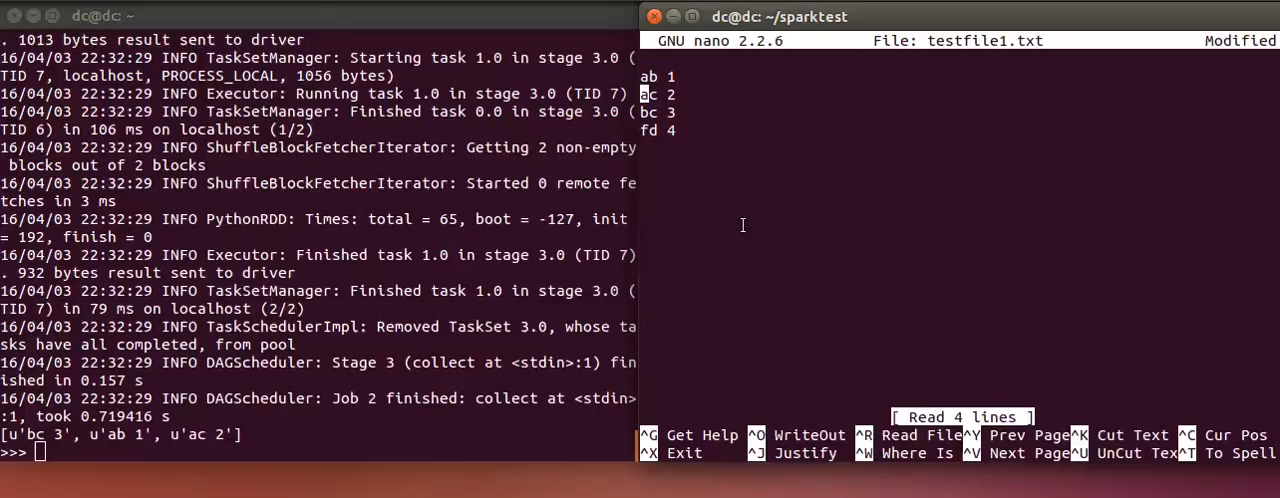 dc@dc: ~
. 1013 bytes result sent to driver
16/04/03 22:32:29 INFO TaskSetManager: Starting task 1.0 in stage 3.0 (
TID 7, localhost, PROCESS_LOCAL, 1056 bytes)
16/04/03 22:32:29 INFO Executor: Running task 1.0 in stage 3.0 (TID 7)
16/04/03 22:32:29 INFO TaskSetManager: Finished task 0.0 in stage 3.0 (
TID 6) in 106 ms on localhost (1/2)
16/04/03 22:32:29 INFO ShuffleBlockFetcherIterator: Getting 2 non-empty
 blocks out of 2 blocks
16/04/03 22:32:29 INFO ShuffleBlockFetcherIterator: Started 0 remote fe
tches in 3 ms
16/04/03 22:32:29 INFO PythonRDD: Times: total = 65, boot = -127, init
= 192, finish = 0
16/04/03 22:32:29 INFO Executor: Finished task 1.0 in stage 3.0 (TID 7)
. 932 bytes result sent to driver
16/04/03 22:32:29 INFO TaskSetManager: Finished task 1.0 in stage 3.0 (
TID 7) in 79 ms on localhost (2/2)
16/04/03 22:32:29 INFO TaskSchedulerImpl: Removed TaskSet 3.0, whose ta
sks have all completed, from pool
16/04/03 22:32:29 INFO DAGScheduler: Stage 3 (collect at <stdin>:1) fin
ished in 0.157 s
16/04/03 22:32:29 INFO DAGScheduler: Job 2 finished: collect at <stdin>
:1, took 0.719416 s
[u'bc 3', u'ab 1', u'ac 2']
>>>
dc@dc: ~/sparktest
GNU nano 2.2.6 File: testfile1.txt Modified
ab 1
ac 2
bc 3
fd 4
[ Read 4 lines ]
^G Get Help ^O WriteOut ^R Read File ^Y Prev Page ^K Cut Text ^C Cur Pos
^X Exit ^J Justify ^W Where Is ^V Next Page ^U UnCut Tex ^T To Spell